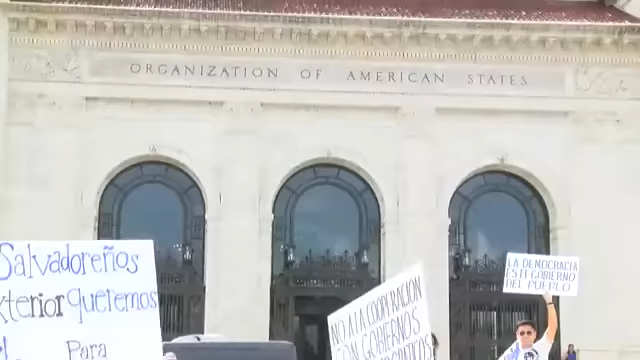 ORGANIZATION OF AMERICAN STATES
Salvadoreños
xterior queremos
Para
NO A LA COOPERACION
CON GOBIERNOS
LA DEMOCRACIA
ES EL GOBIERNO
DEL PUEBLO